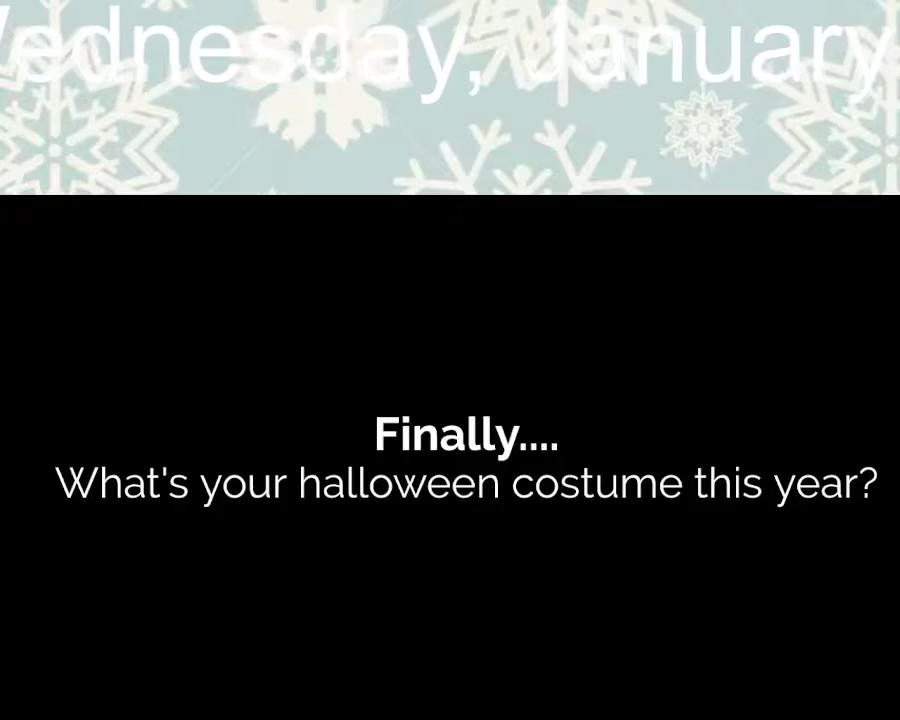 ednesday, January
Finally....
What's your halloween costume this year?